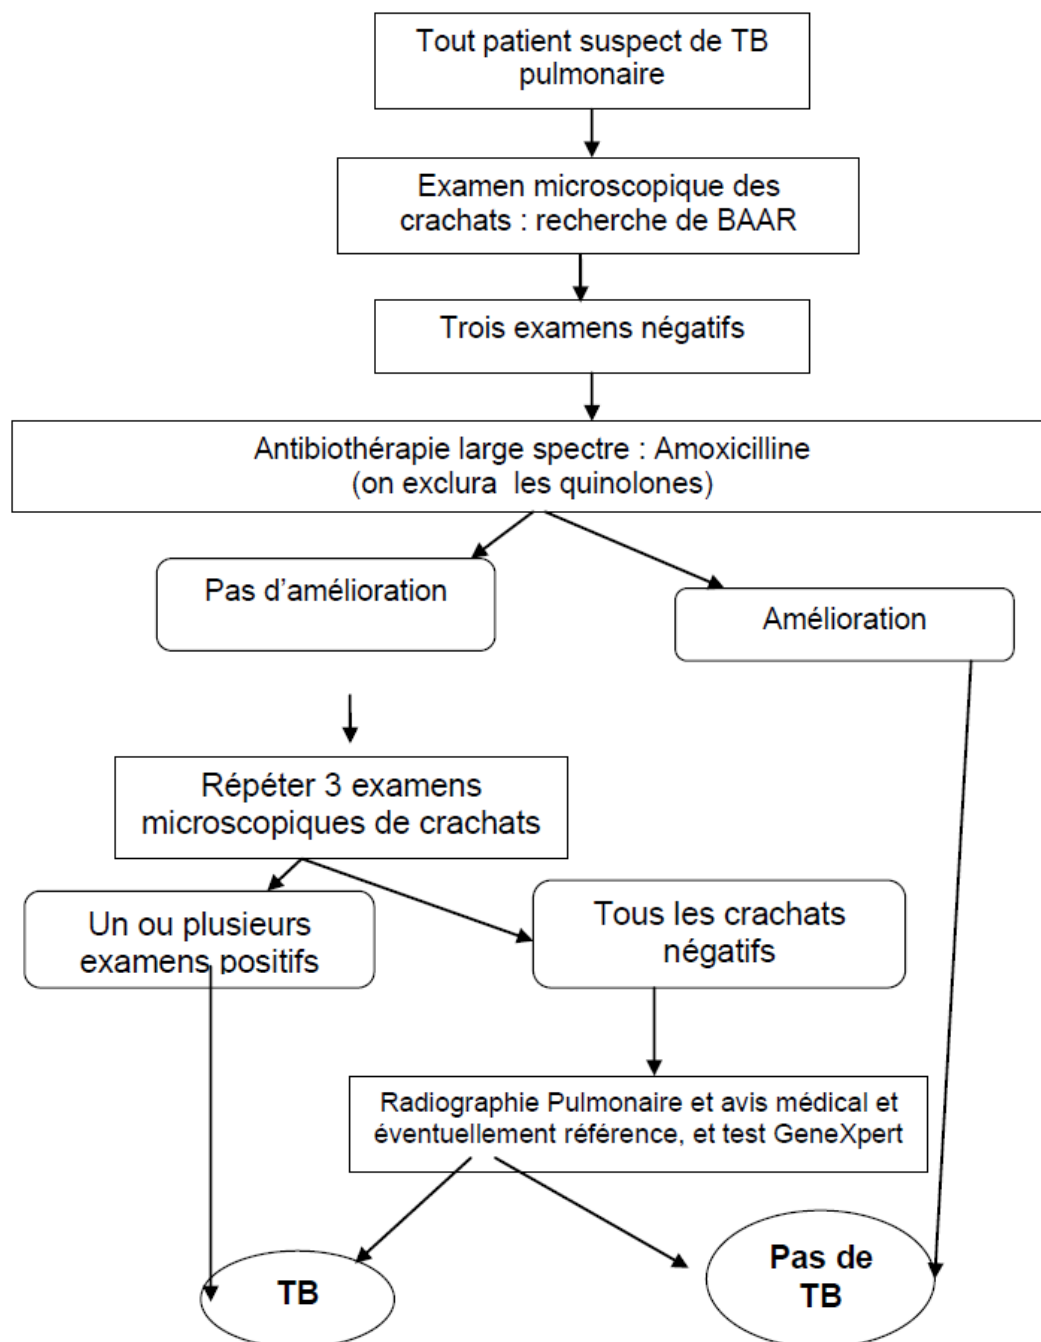 Tout patient suspect de TB
pulmonaire
Examen microscopique des
crachats : recherche de BAAR
Trois examens négatifs
Antibiothérapie large spectre : Amoxicilline
(on exclura les quinolones)
Pas d’amélioration
Amélioration
Répéter 3 examens
microscopiques de crachats
Un ou plusieurs
examens positifs
Tous les crachats
négatifs
Radiographie Pulmonaire et avis médical et
éventuellement référence, et test GeneXpert
TB
Pas de
TB